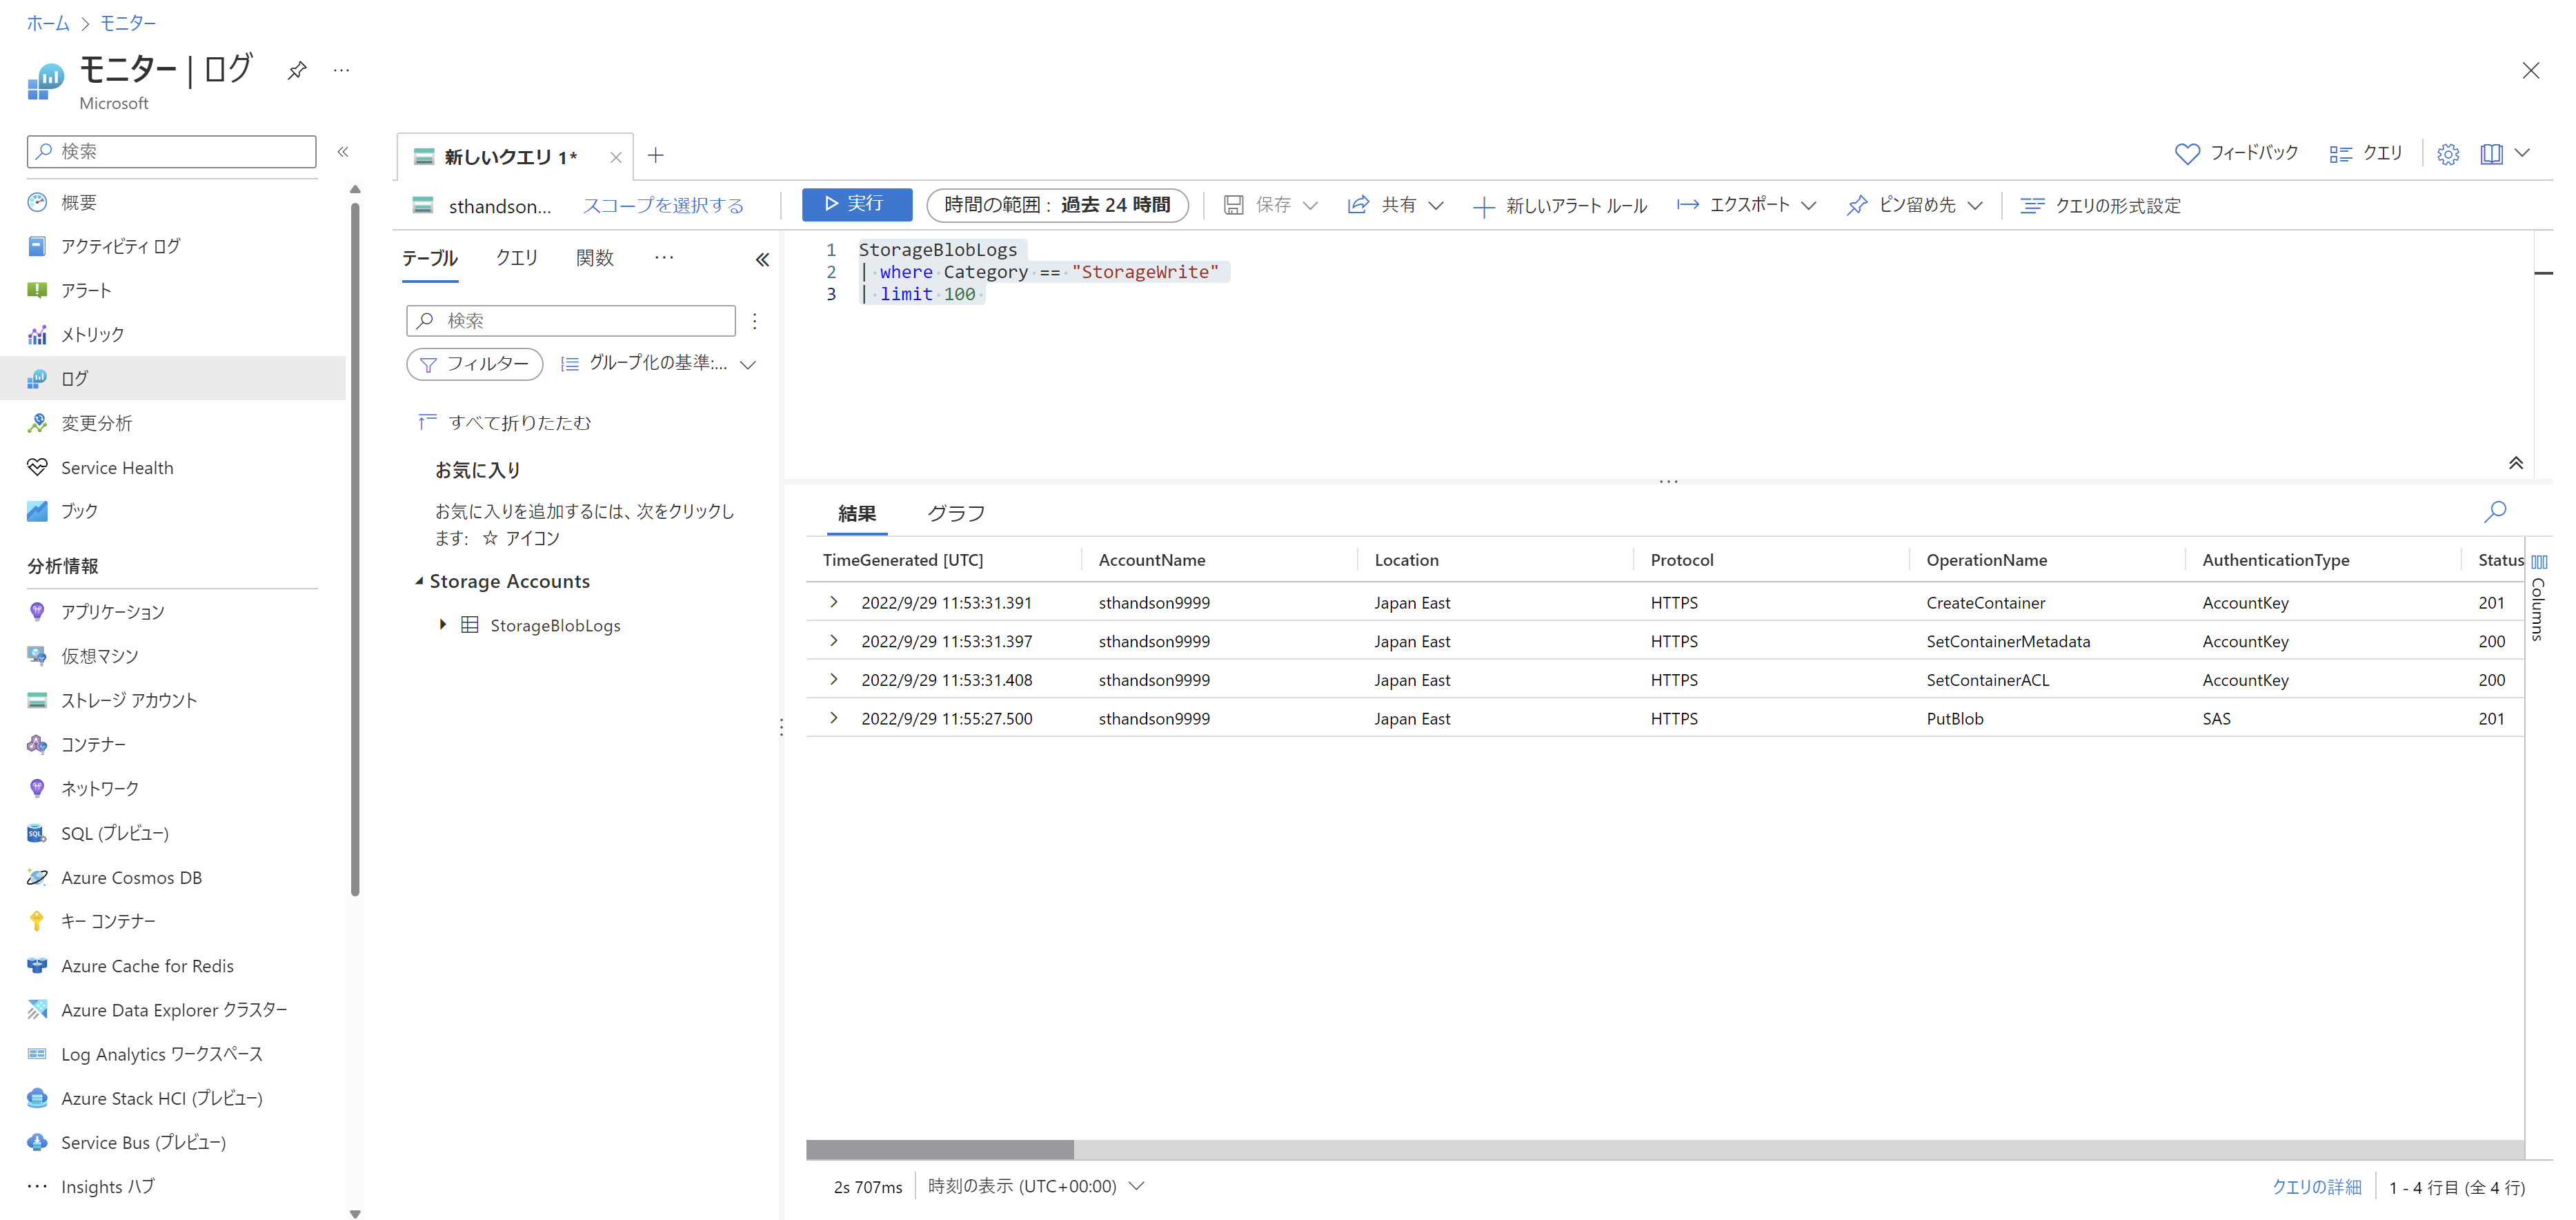 ホーム > モニター
モニター | ログ
Microsoft
検索
概要
アクティビティ ログ
アラート
メトリック
ログ
変更分析
Service Health
ブック
分析情報
アプリケーション
仮想マシン
ストレージ アカウント
コンテナー
ネットワーク
SQL (プレビュー)
Azure Cosmos DB
キー コンテナー
Azure Cache for Redis
Azure Data Explorer クラスター
Log Analytics ワークスペース
Azure Stack HCI (プレビュー)
Service Bus (プレビュー)
Insights ハブ
新しいクエリ 1*
フィードバック クエリ
sthandson... スコープを選択する 実行 時間の範囲 : 過去 24 時間 保存 共有 新しいアラート ルール エクスポート ピン留め先 クエリの形式設定
テーブル クエリ 関数 ...
検索
フィルター グループ化の基準:...
すべて折りたたむ
お気に入り
お気に入りを追加するには、次をクリックし
ます: ☆ アイコン
Storage Accounts
StorageBlobLogs
1 StorageBlobLogs
2 | where Category == "StorageWrite"
3 | limit 100
結果 グラフ
TimeGenerated [UTC] AccountName Location Protocol OperationName AuthenticationType Status
2022/9/29 11:53:31.391 sthandson9999 Japan East HTTPS CreateContainer AccountKey 201
2022/9/29 11:53:31.397 sthandson9999 Japan East HTTPS SetContainerMetadata AccountKey 200
2022/9/29 11:53:31.408 sthandson9999 Japan East HTTPS SetContainerACL AccountKey 200
2022/9/29 11:55:27.500 sthandson9999 Japan East HTTPS PutBlob SAS 201
Columns
2s 707ms 時刻の表示 (UTC+00:00) クエリの詳細 1 - 4 行目 (全 4 行)